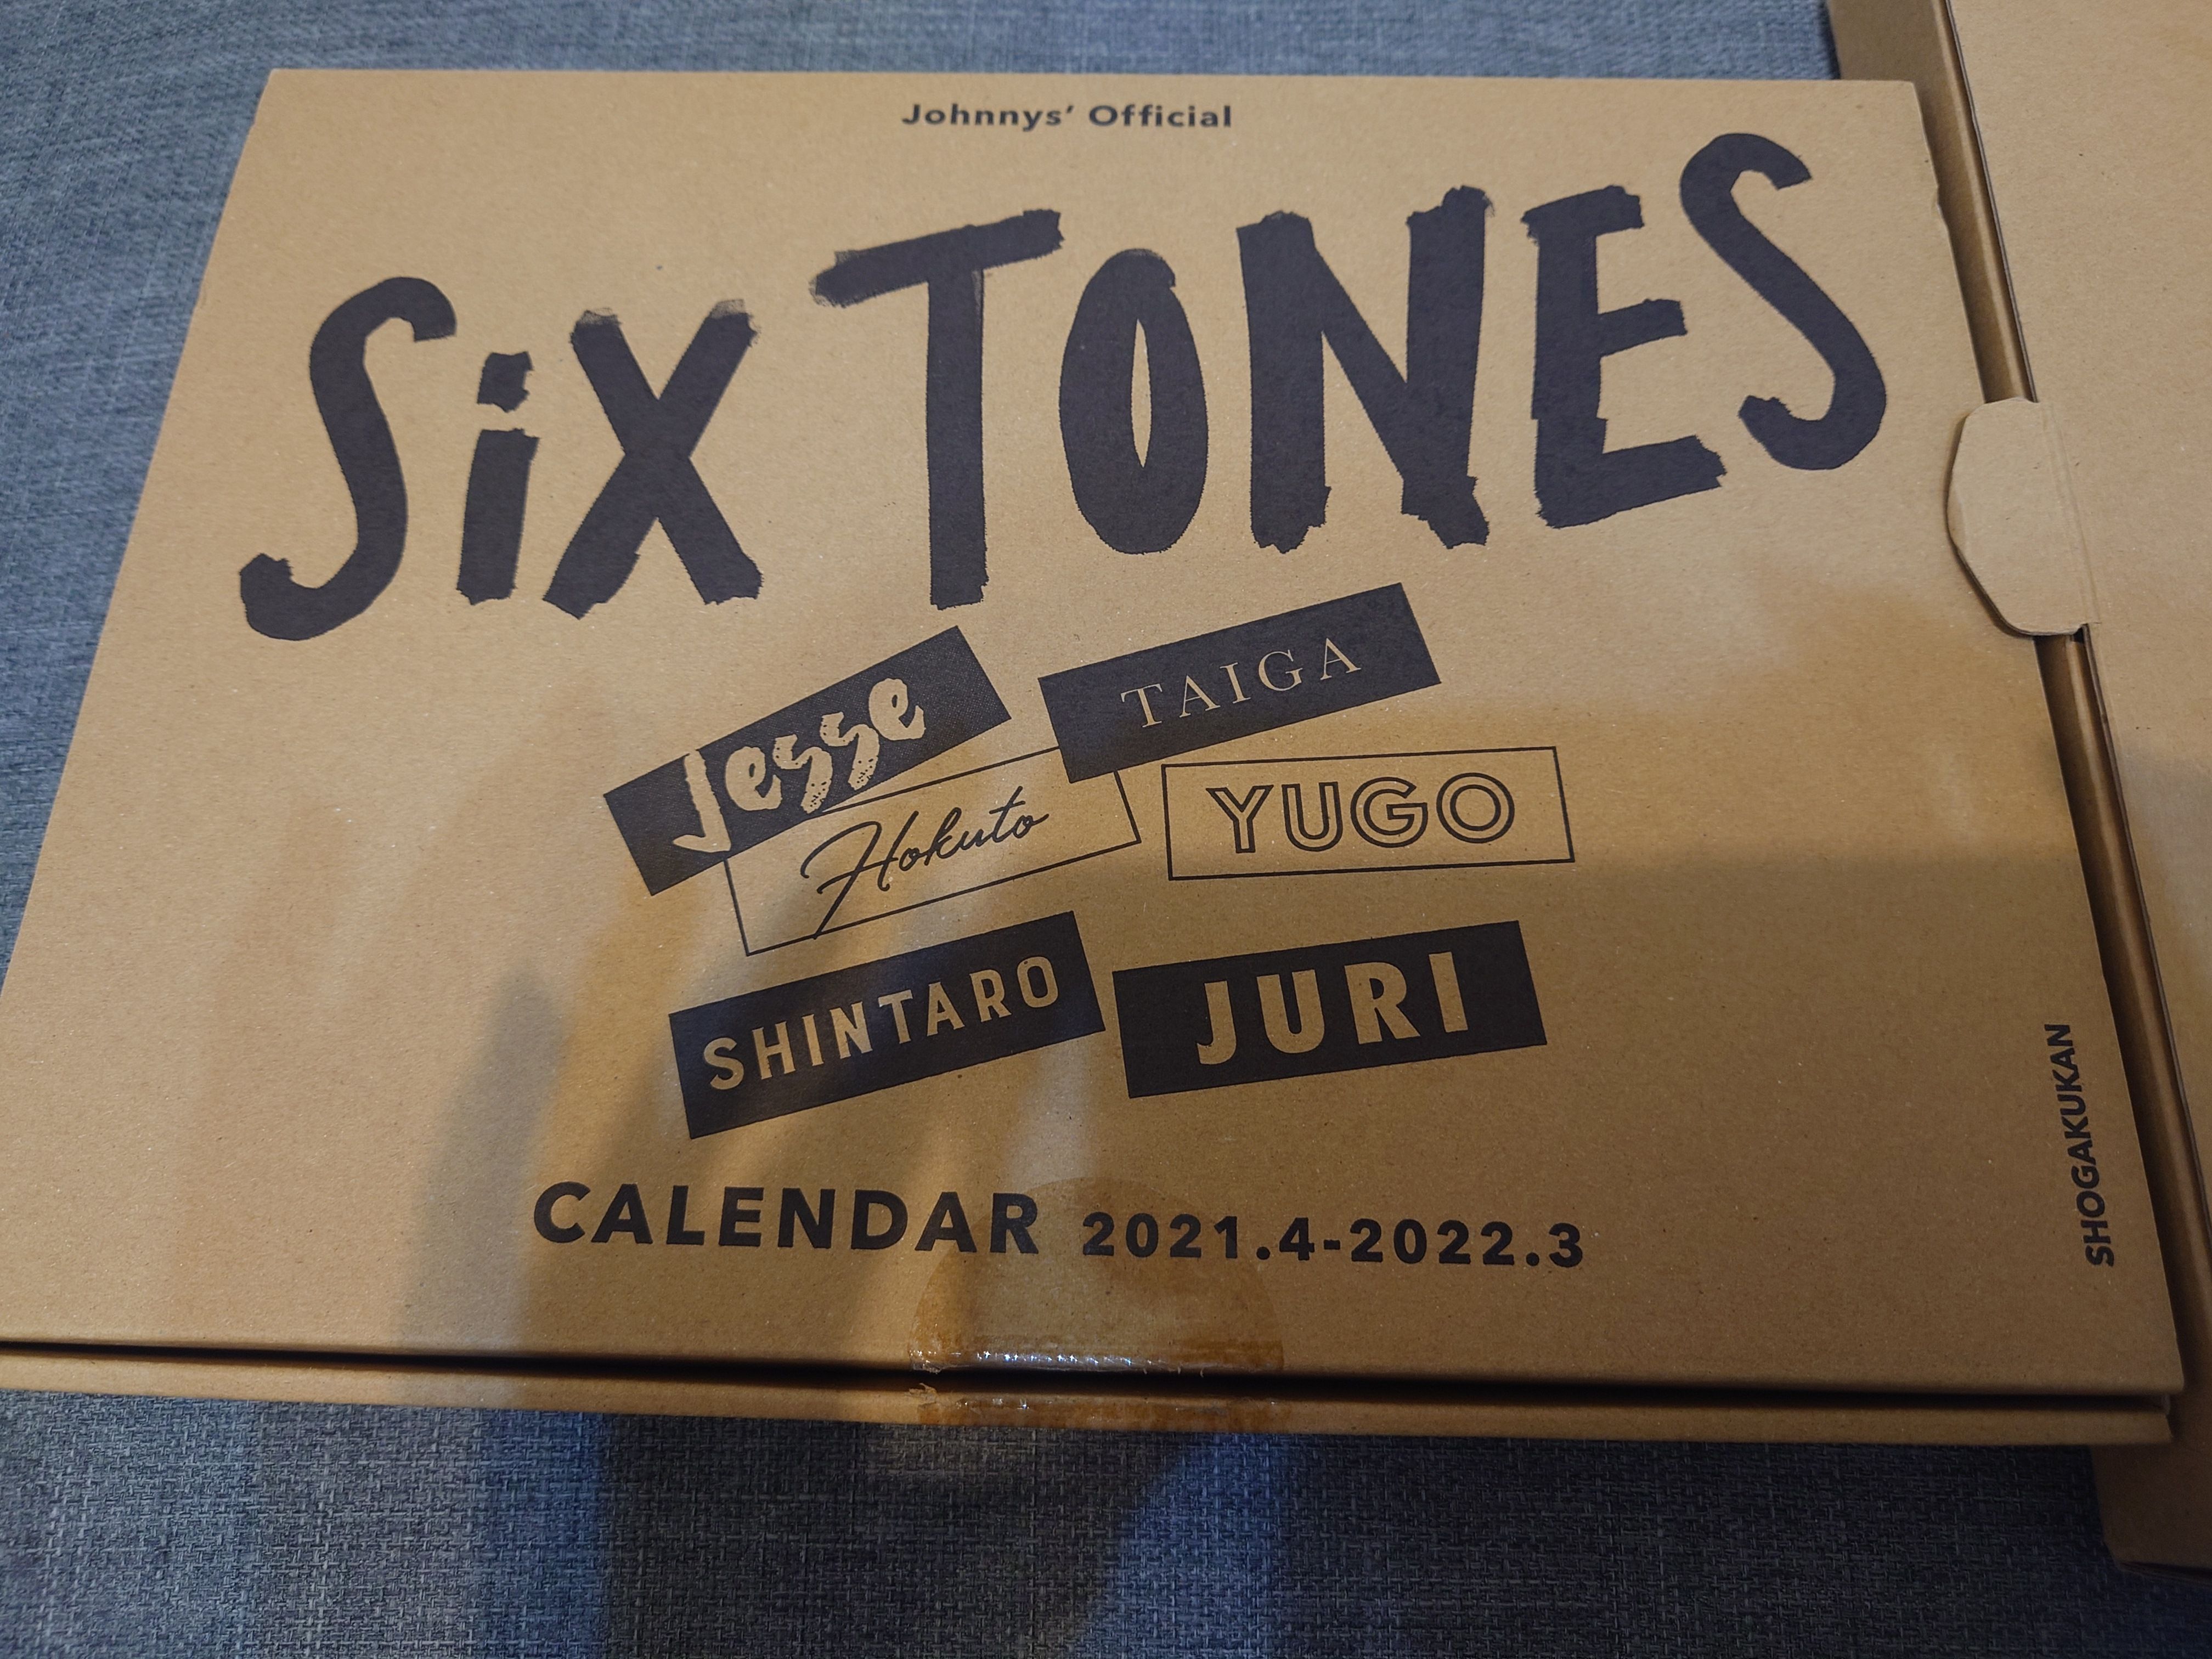 Johnnys' Official
SiXTONES
Jesse
TAIGA
Hokuto
YUGO
SHINTARO
JURI
CALENDAR 2021.4-2022.3
SHOGAKUKAN